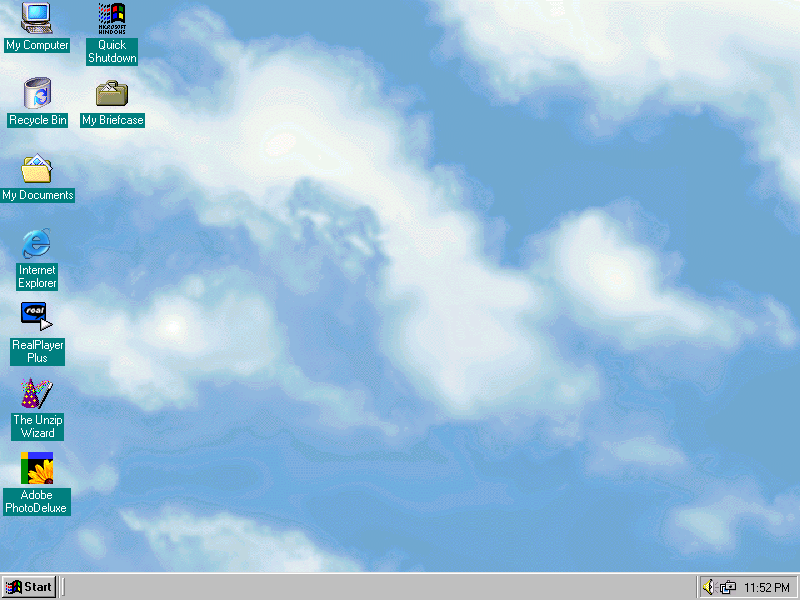 My Computer
MICROSOFT
WINDOWS
Quick
Shutdown
Recycle Bin
My Briefcase
My Documents
Internet
Explorer
real
RealPlayer
Plus
The Unzip
Wizard
Adobe
PhotoDeluxe
Start
11:52 PM